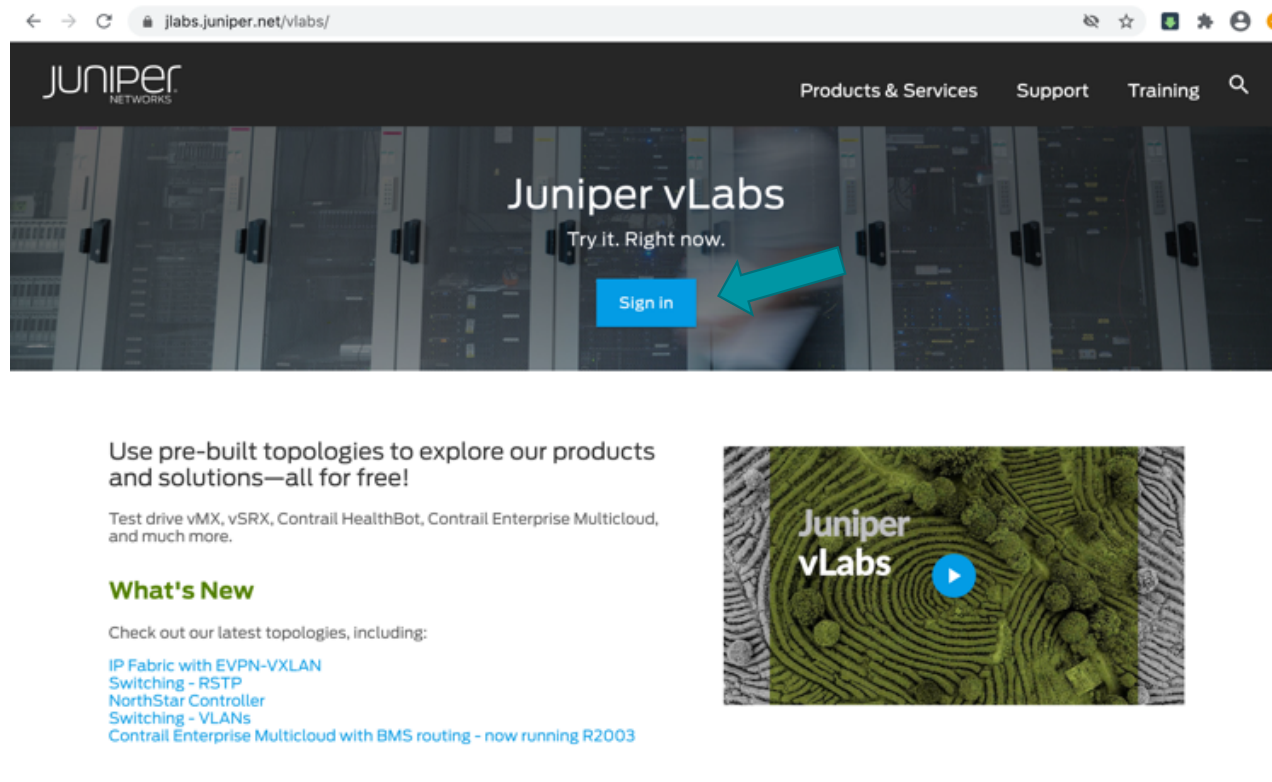 jlabs.juniper.net/vlabs/
JUNIPER
NETWORKS
Products & Services Support Training
Juniper vLabs
Try it. Right now.
Sign in
Use pre-built topologies to explore our products
and solutions—all for free!
Test drive vMX, vSRX, Contrail HealthBot, Contrail Enterprise Multicloud,
and much more.
What's New
Check out our latest topologies, including:
IP Fabric with EVPN-VXLAN
Switching - RSTP
NorthStar Controller
Switching - VLANs
Contrail Enterprise Multicloud with BMS routing - now running R2003
Juniper
vLabs